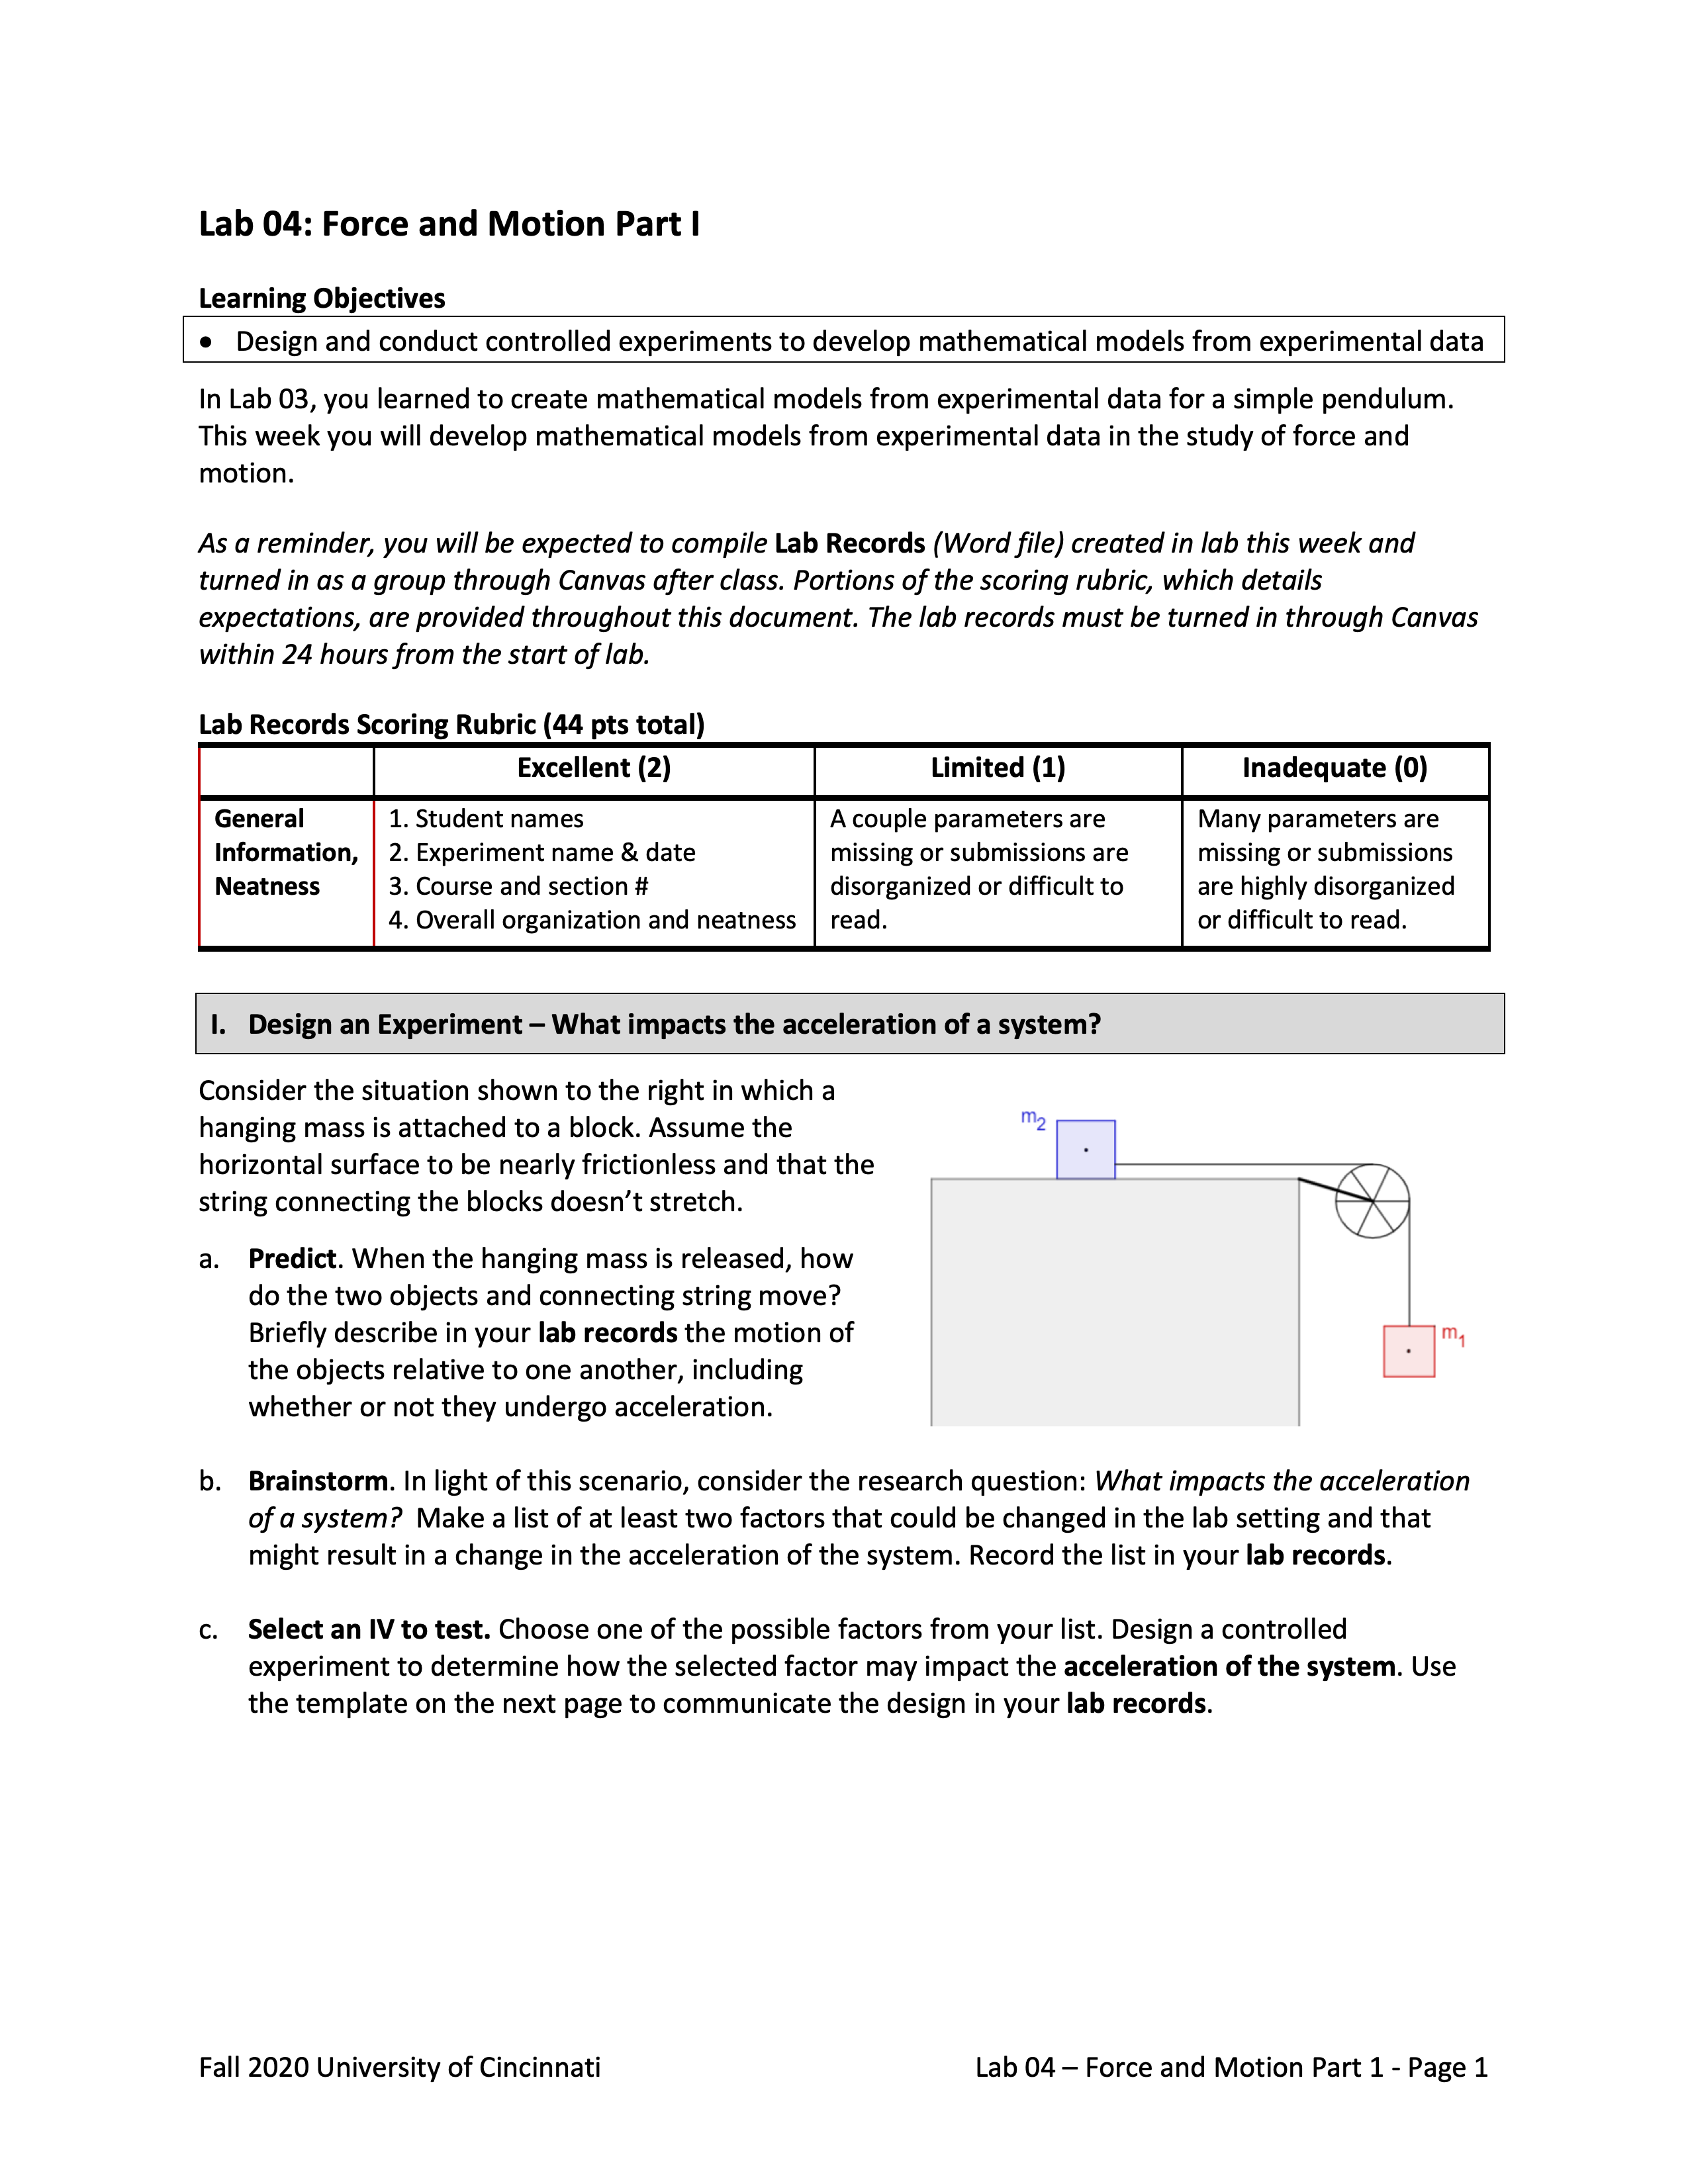 Lab 04: Force and Motion Part I
Learning Objectives
• Design and conduct controlled experiments to develop mathematical models from experimental data
In Lab 03, you learned to create mathematical models from experimental data for a simple pendulum.
This week you will develop mathematical models from experimental data in the study of force and
motion.
As a reminder, you will be expected to compile Lab Records (Word file) created in lab this week and
turned in as a group through Canvas after class. Portions of the scoring rubric, which details
expectations, are provided throughout this document. The lab records must be turned in through Canvas
within 24 hours from the start of lab.
Lab Records Scoring Rubric (44 pts total)
Excellent (2) Limited (1) Inadequate (0)
General 1. Student names A couple parameters are Many parameters are
Information, 2. Experiment name & date missing or submissions are missing or submissions
Neatness 3. Course and section # disorganized or difficult to are highly disorganized
4. Overall organization and neatness read. or difficult to read.
I. Design an Experiment – What impacts the acceleration of a system?
Consider the situation shown to the right in which a
hanging mass is attached to a block. Assume the
horizontal surface to be nearly frictionless and that the
string connecting the blocks doesn’t stretch.
a. Predict. When the hanging mass is released, how
do the two objects and connecting string move?
Briefly describe in your lab records the motion of
the objects relative to one another, including
whether or not they undergo acceleration.
m2
m1
b. Brainstorm. In light of this scenario, consider the research question: What impacts the acceleration
of a system? Make a list of at least two factors that could be changed in the lab setting and that
might result in a change in the acceleration of the system. Record the list in your lab records.
c. Select an IV to test. Choose one of the possible factors from your list. Design a controlled
experiment to determine how the selected factor may impact the acceleration of the system. Use
the template on the next page to communicate the design in your lab records.
Fall 2020 University of Cincinnati Lab 04 – Force and Motion Part 1 - Page 1